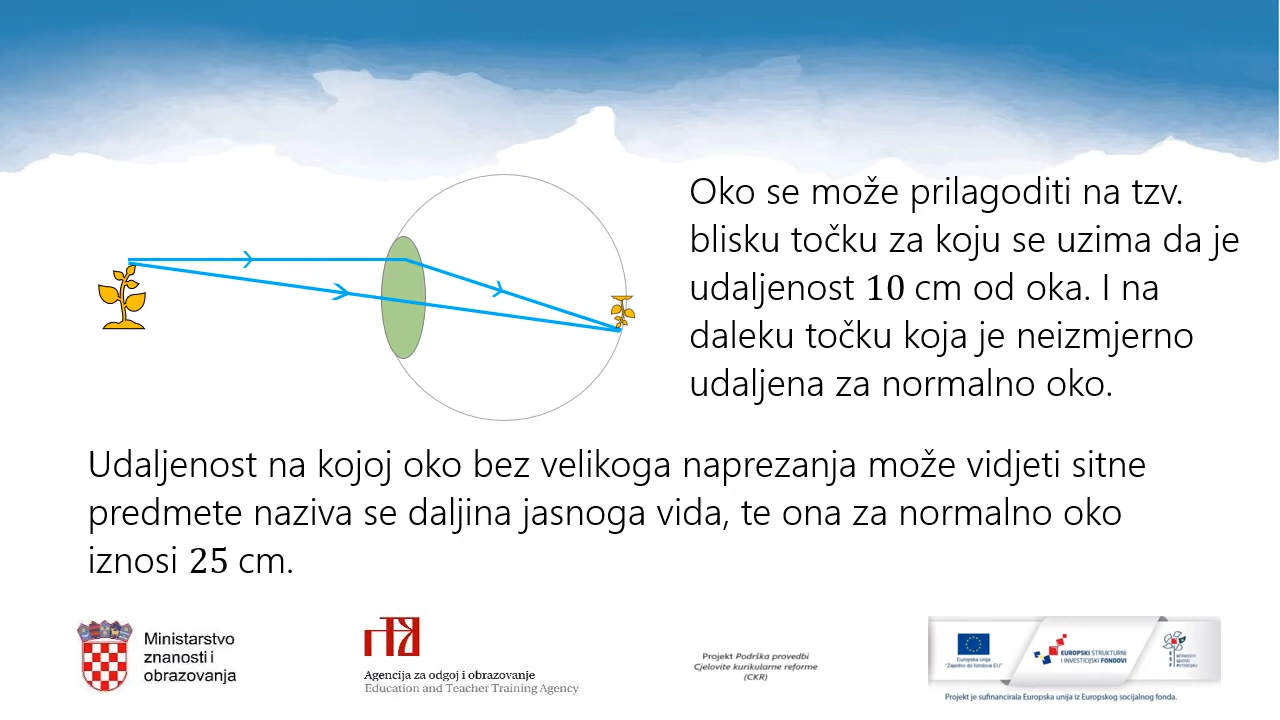 Oko se može prilagoditi na tzv.
blisku točku za koju se uzima da je
udaljenost 10 cm od oka. I na
daleku točku koja je neizmjerno
udaljena za normalno oko.
Udaljenost na kojoj oko bez velikoga naprezanja može vidjeti sitne
predmete naziva se daljina jasnoga vida, te ona za normalno oko
iznosi 25 cm.
Ministarstvo
znanosti i
obrazovanja
Agencija za odgoj i obrazovanje
Education and Teacher Training Agency
Projekt Podrška provedbi
Cjelovite kurikularne reforme
(CKR)
Europska unija
"Zajedno do fondova EU"
EUROPSKI STRUKTURNI
I INVESTICIJSKI FONDOVI
Projekt je sufinancirala Europska unija iz Europskog socijalnog fonda.